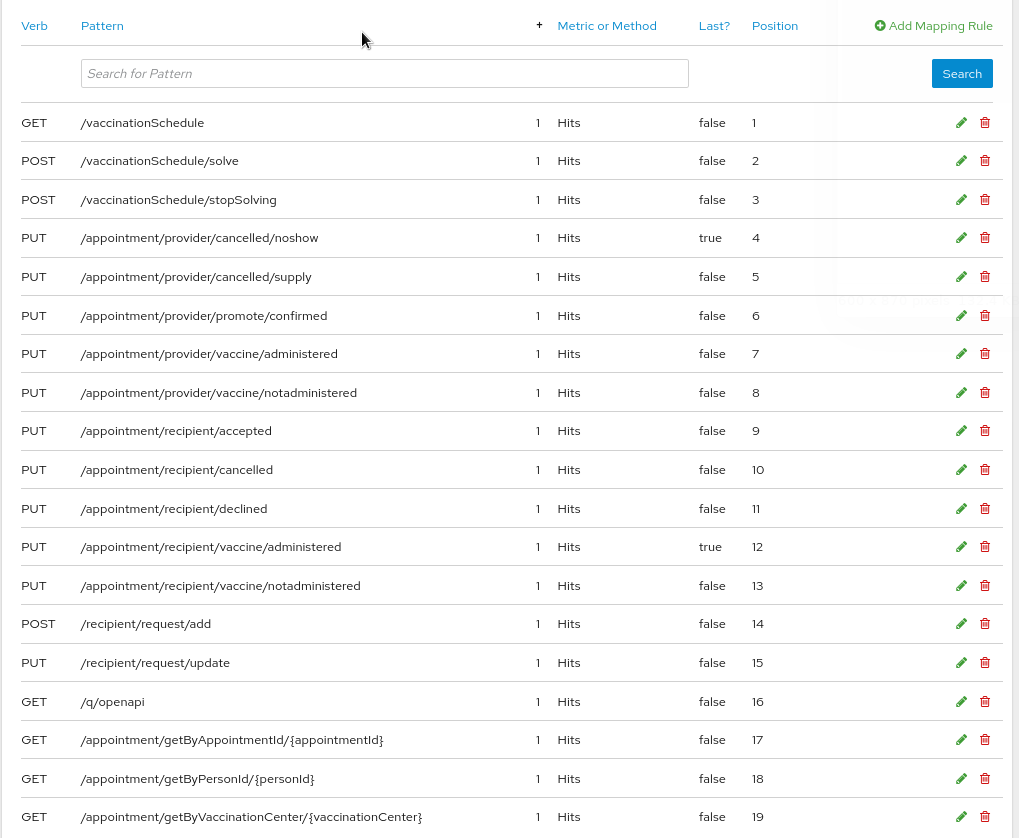 Verb Pattern + Metric or Method Last? Position Add Mapping Rule
Search for Pattern Search
GET /vaccinationSchedule 1 Hits false 1
POST /vaccinationSchedule/solve 1 Hits false 2
POST /vaccinationSchedule/stopSolving 1 Hits false 3
PUT /appointment/provider/cancelled/noshow 1 Hits true 4
PUT /appointment/provider/cancelled/supply 1 Hits false 5
PUT /appointment/provider/promote/confirmed 1 Hits false 6
PUT /appointment/provider/vaccine/administered 1 Hits false 7
PUT /appointment/provider/vaccine/notadministered 1 Hits false 8
PUT /appointment/recipient/accepted 1 Hits false 9
PUT /appointment/recipient/cancelled 1 Hits false 10
PUT /appointment/recipient/declined 1 Hits false 11
PUT /appointment/recipient/vaccine/administered 1 Hits true 12
PUT /appointment/recipient/vaccine/notadministered 1 Hits false 13
POST /recipient/request/add 1 Hits false 14
PUT /recipient/request/update 1 Hits false 15
GET /q/openapi 1 Hits false 16
GET /appointment/getByAppointmentId/{appointmentId} 1 Hits false 17
GET /appointment/getByPersonId/{personId} 1 Hits false 18
GET /appointment/getByVaccinationCenter/{vaccinationCenter} 1 Hits false 19